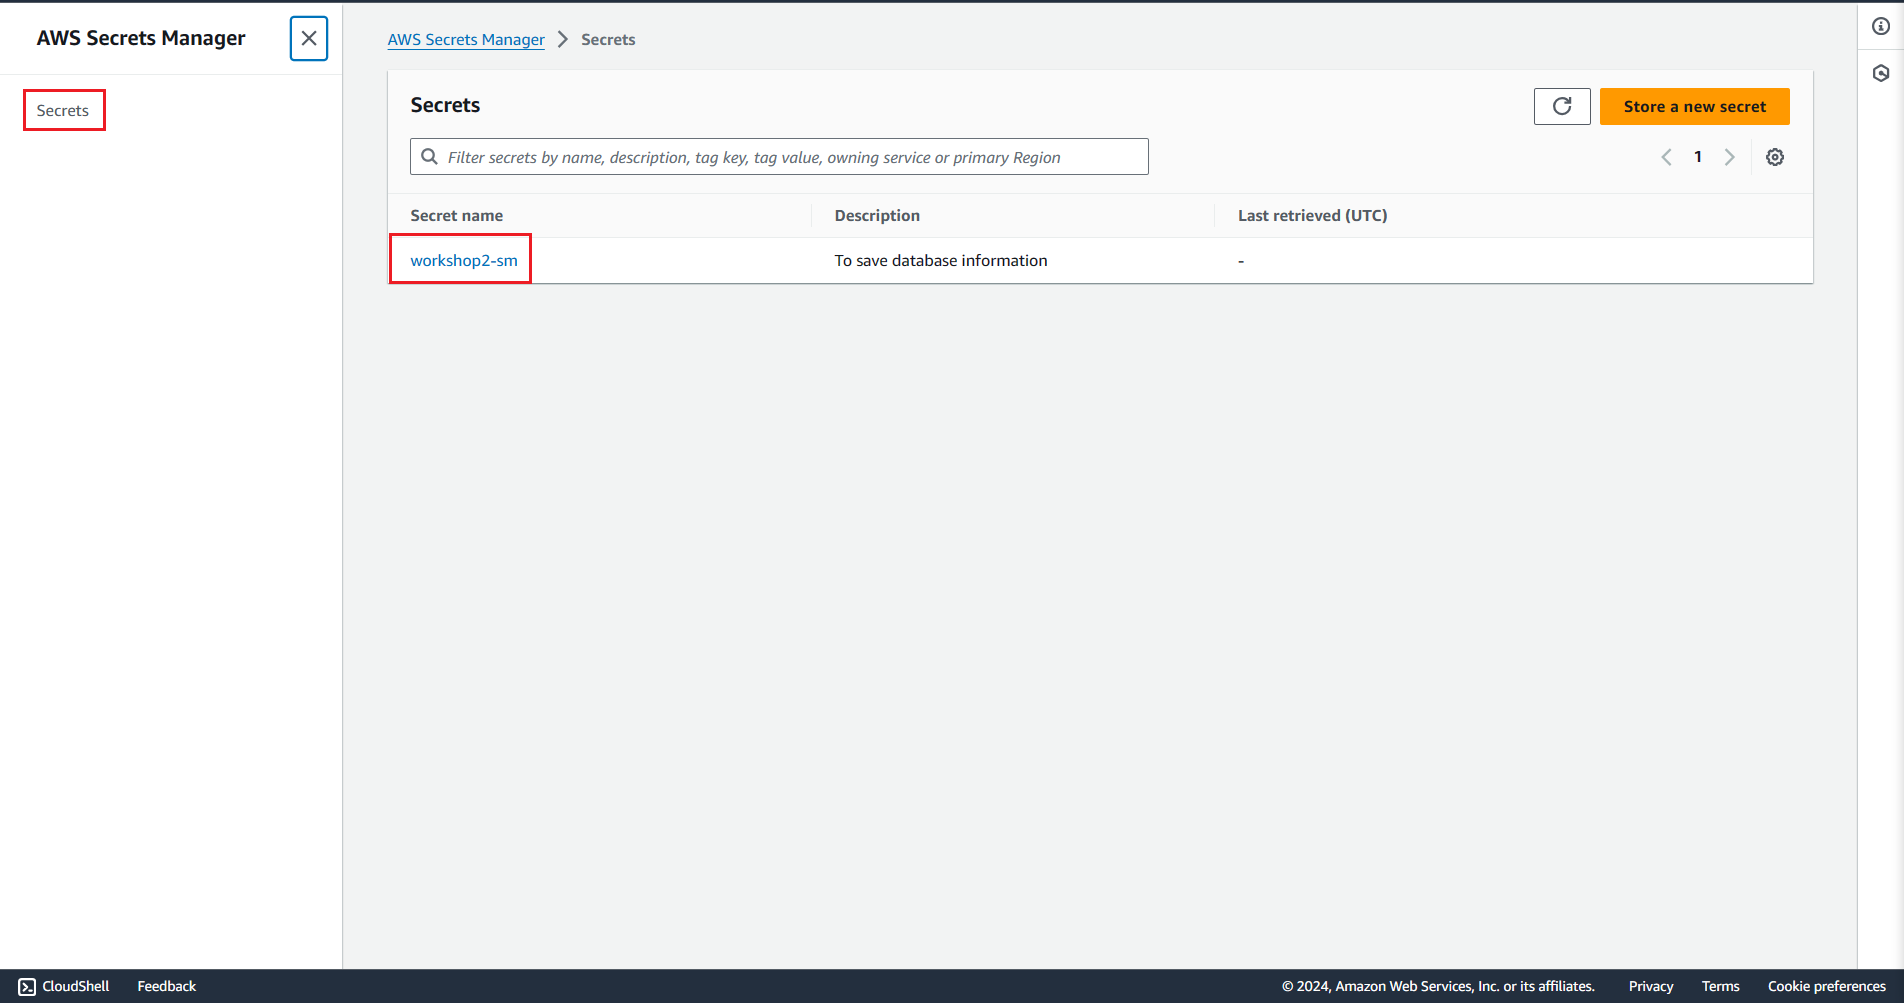 AWS Secrets Manager
Secrets
AWS Secrets Manager Secrets
Secrets
Store a new secret
Filter secrets by name, description, tag key, tag value, owning service or primary Region
1
Secret name Description Last retrieved (UTC)
workshop2-sm To save database information -
CloudShell Feedback © 2024, Amazon Web Services, Inc. or its affiliates. Privacy Terms Cookie preferences